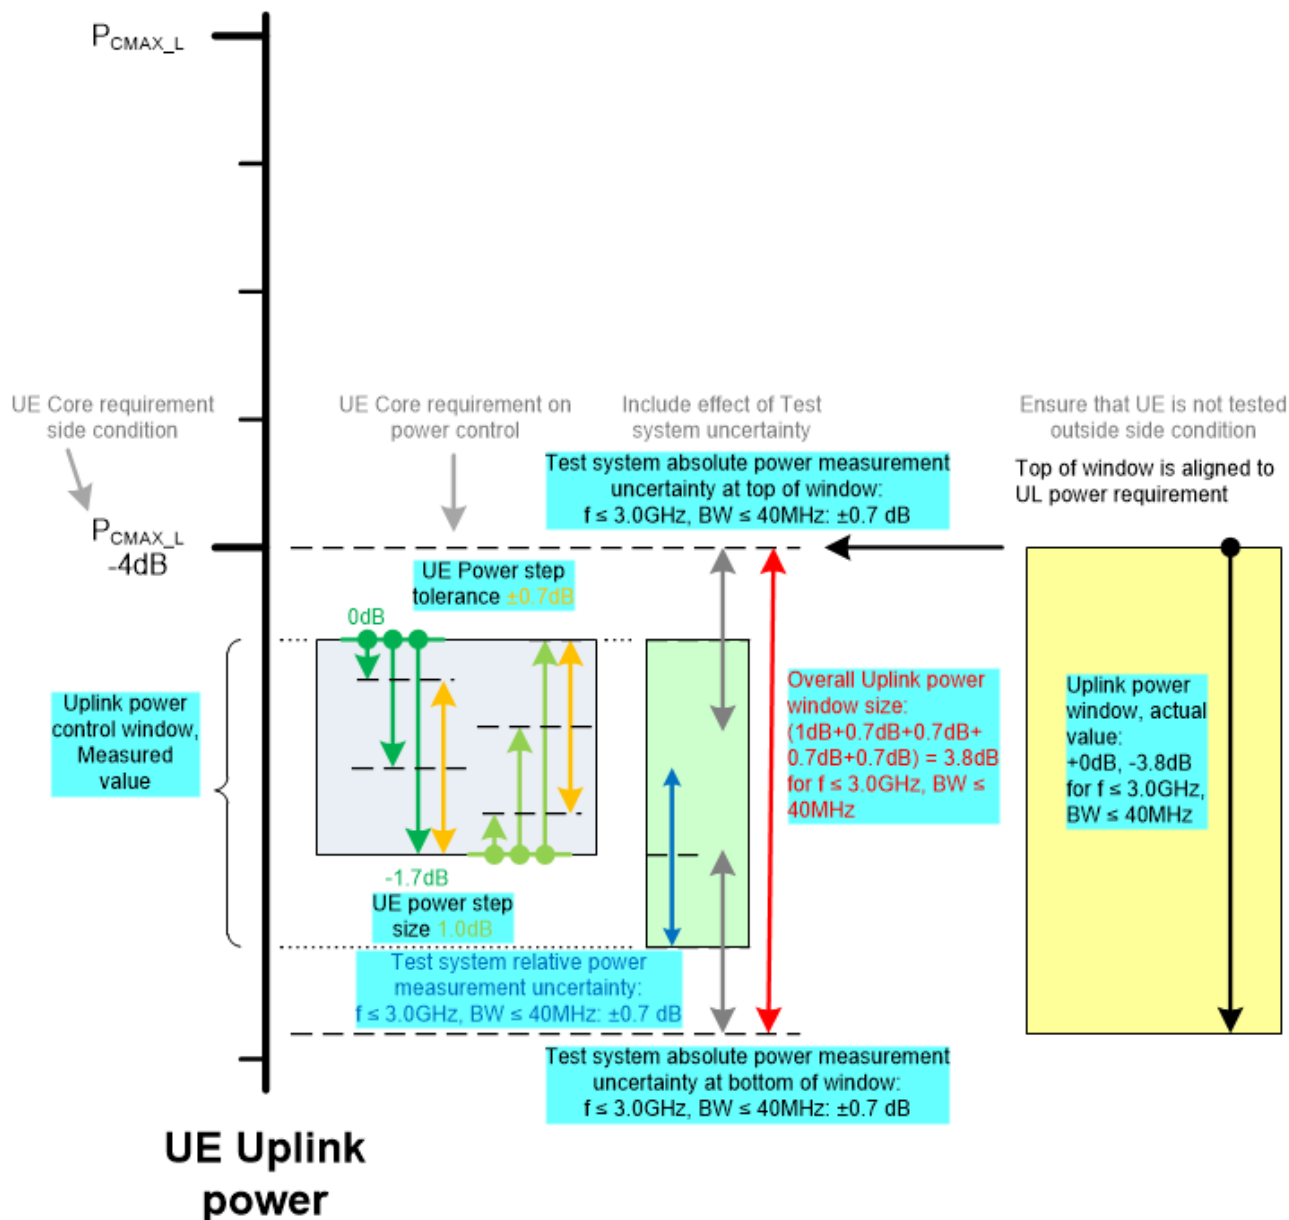 P_CMAX_L
UE Core requirement
side condition
UE Core requirement on
power control
Include effect of Test
system uncertainty
Ensure that UE is not tested
outside side condition
Test system absolute power measurement
uncertainty at top of window:
f ≤ 3.0GHz, BW ≤ 40MHz: ±0.7 dB
Top of window is aligned to
UL power requirement
P_CMAX_L
-4dB
UE Power step
tolerance ±0.7dB
0dB
Uplink power
control window,
Measured
value
Overall Uplink power
window size:
(1dB+0.7dB+0.7dB+
0.7dB+0.7dB) = 3.8dB
for f ≤ 3.0GHz, BW ≤
40MHz
Uplink power
window, actual
value:
+0dB, -3.8dB
for f ≤ 3.0GHz,
BW ≤ 40MHz
-1.7dB
UE power step
size 1.0dB
Test system relative power
measurement uncertainty:
f ≤ 3.0GHz, BW ≤ 40MHz: ±0.7 dB
Test system absolute power measurement
uncertainty at bottom of window:
f ≤ 3.0GHz, BW ≤ 40MHz: ±0.7 dB
UE Uplink
power